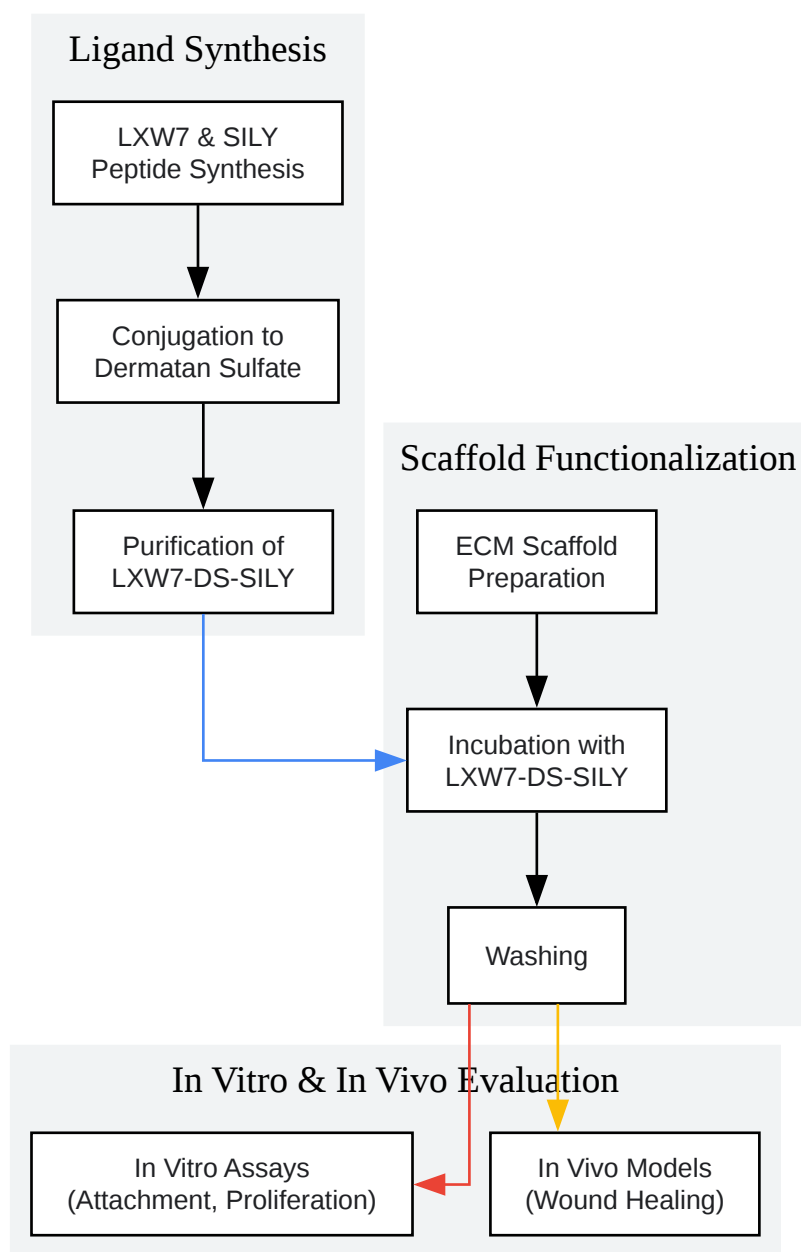 Ligand Synthesis
LXW7 & SILY
Peptide Synthesis
Conjugation to
Dermatan Sulfate
Purification of
LXW7-DS-SILY
Scaffold Functionalization
ECM Scaffold
Preparation
Incubation with
LXW7-DS-SILY
Washing
In Vitro & In Vivo Evaluation
In Vitro Assays
(Attachment, Proliferation)
In Vivo Models
(Wound Healing)